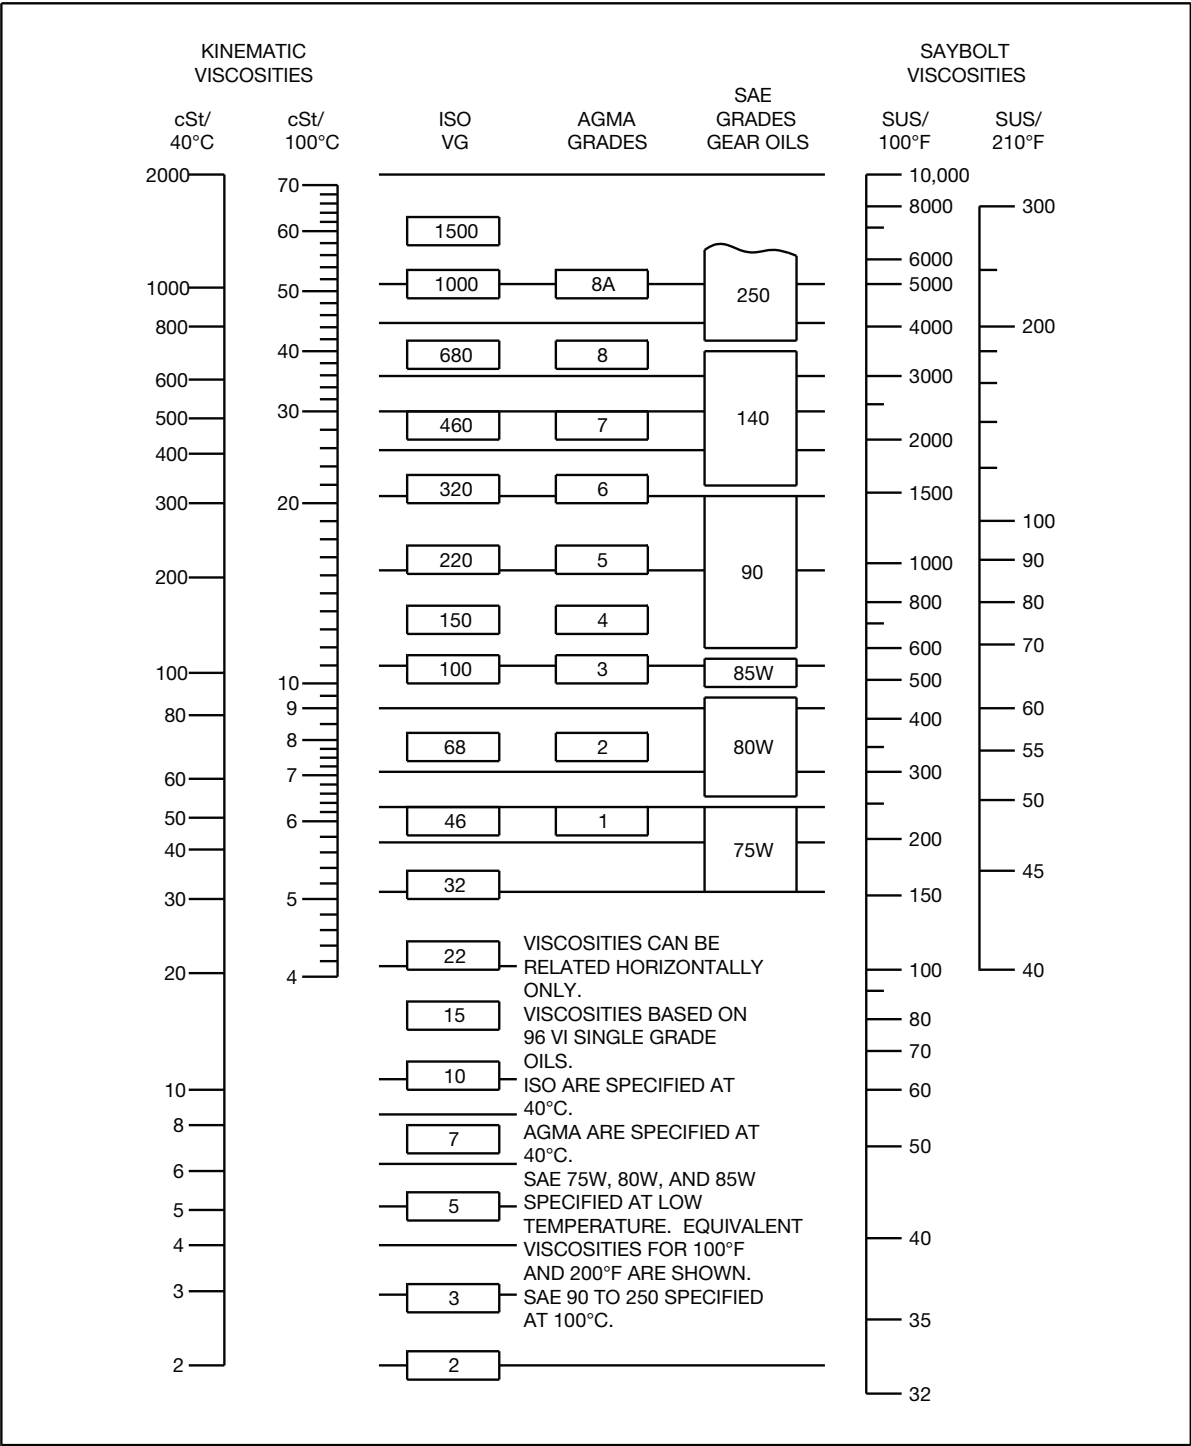 KINEMATIC
VISCOSITIES
SAYBOLT
VISCOSITIES
cSt/
40°C
cSt/
100°C
ISO
VG
AGMA
GRADES
SAE
GRADES
GEAR OILS
SUS/
100°F
SUS/
210°F
2000
1000
800
600
500
400
300
200
100
80
60
50
40
30
20
10
8
6
5
4
3
2
70
60
50
40
30
20
10
9
8
7
6
5
4
1500
1000
680
460
320
220
150
100
68
46
32
22
15
10
7
5
3
2
8A
8
7
6
5
4
3
2
1
250
140
90
85W
80W
75W
VISCOSITIES CAN BE
RELATED HORIZONTALLY
ONLY.
VISCOSITIES BASED ON
96 VI SINGLE GRADE
OILS.
ISO ARE SPECIFIED AT
40°C.
AGMA ARE SPECIFIED AT
40°C.
SAE 75W, 80W, AND 85W
SPECIFIED AT LOW
TEMPERATURE. EQUIVALENT
VISCOSITIES FOR 100°F
AND 200°F ARE SHOWN.
SAE 90 TO 250 SPECIFIED
AT 100°C.
10,000
8000
6000
5000
4000
3000
2000
1500
1000
800
600
500
400
300
200
150
100
80
70
60
50
40
35
32
300
200
100
90
80
70
60
55
50
45
40